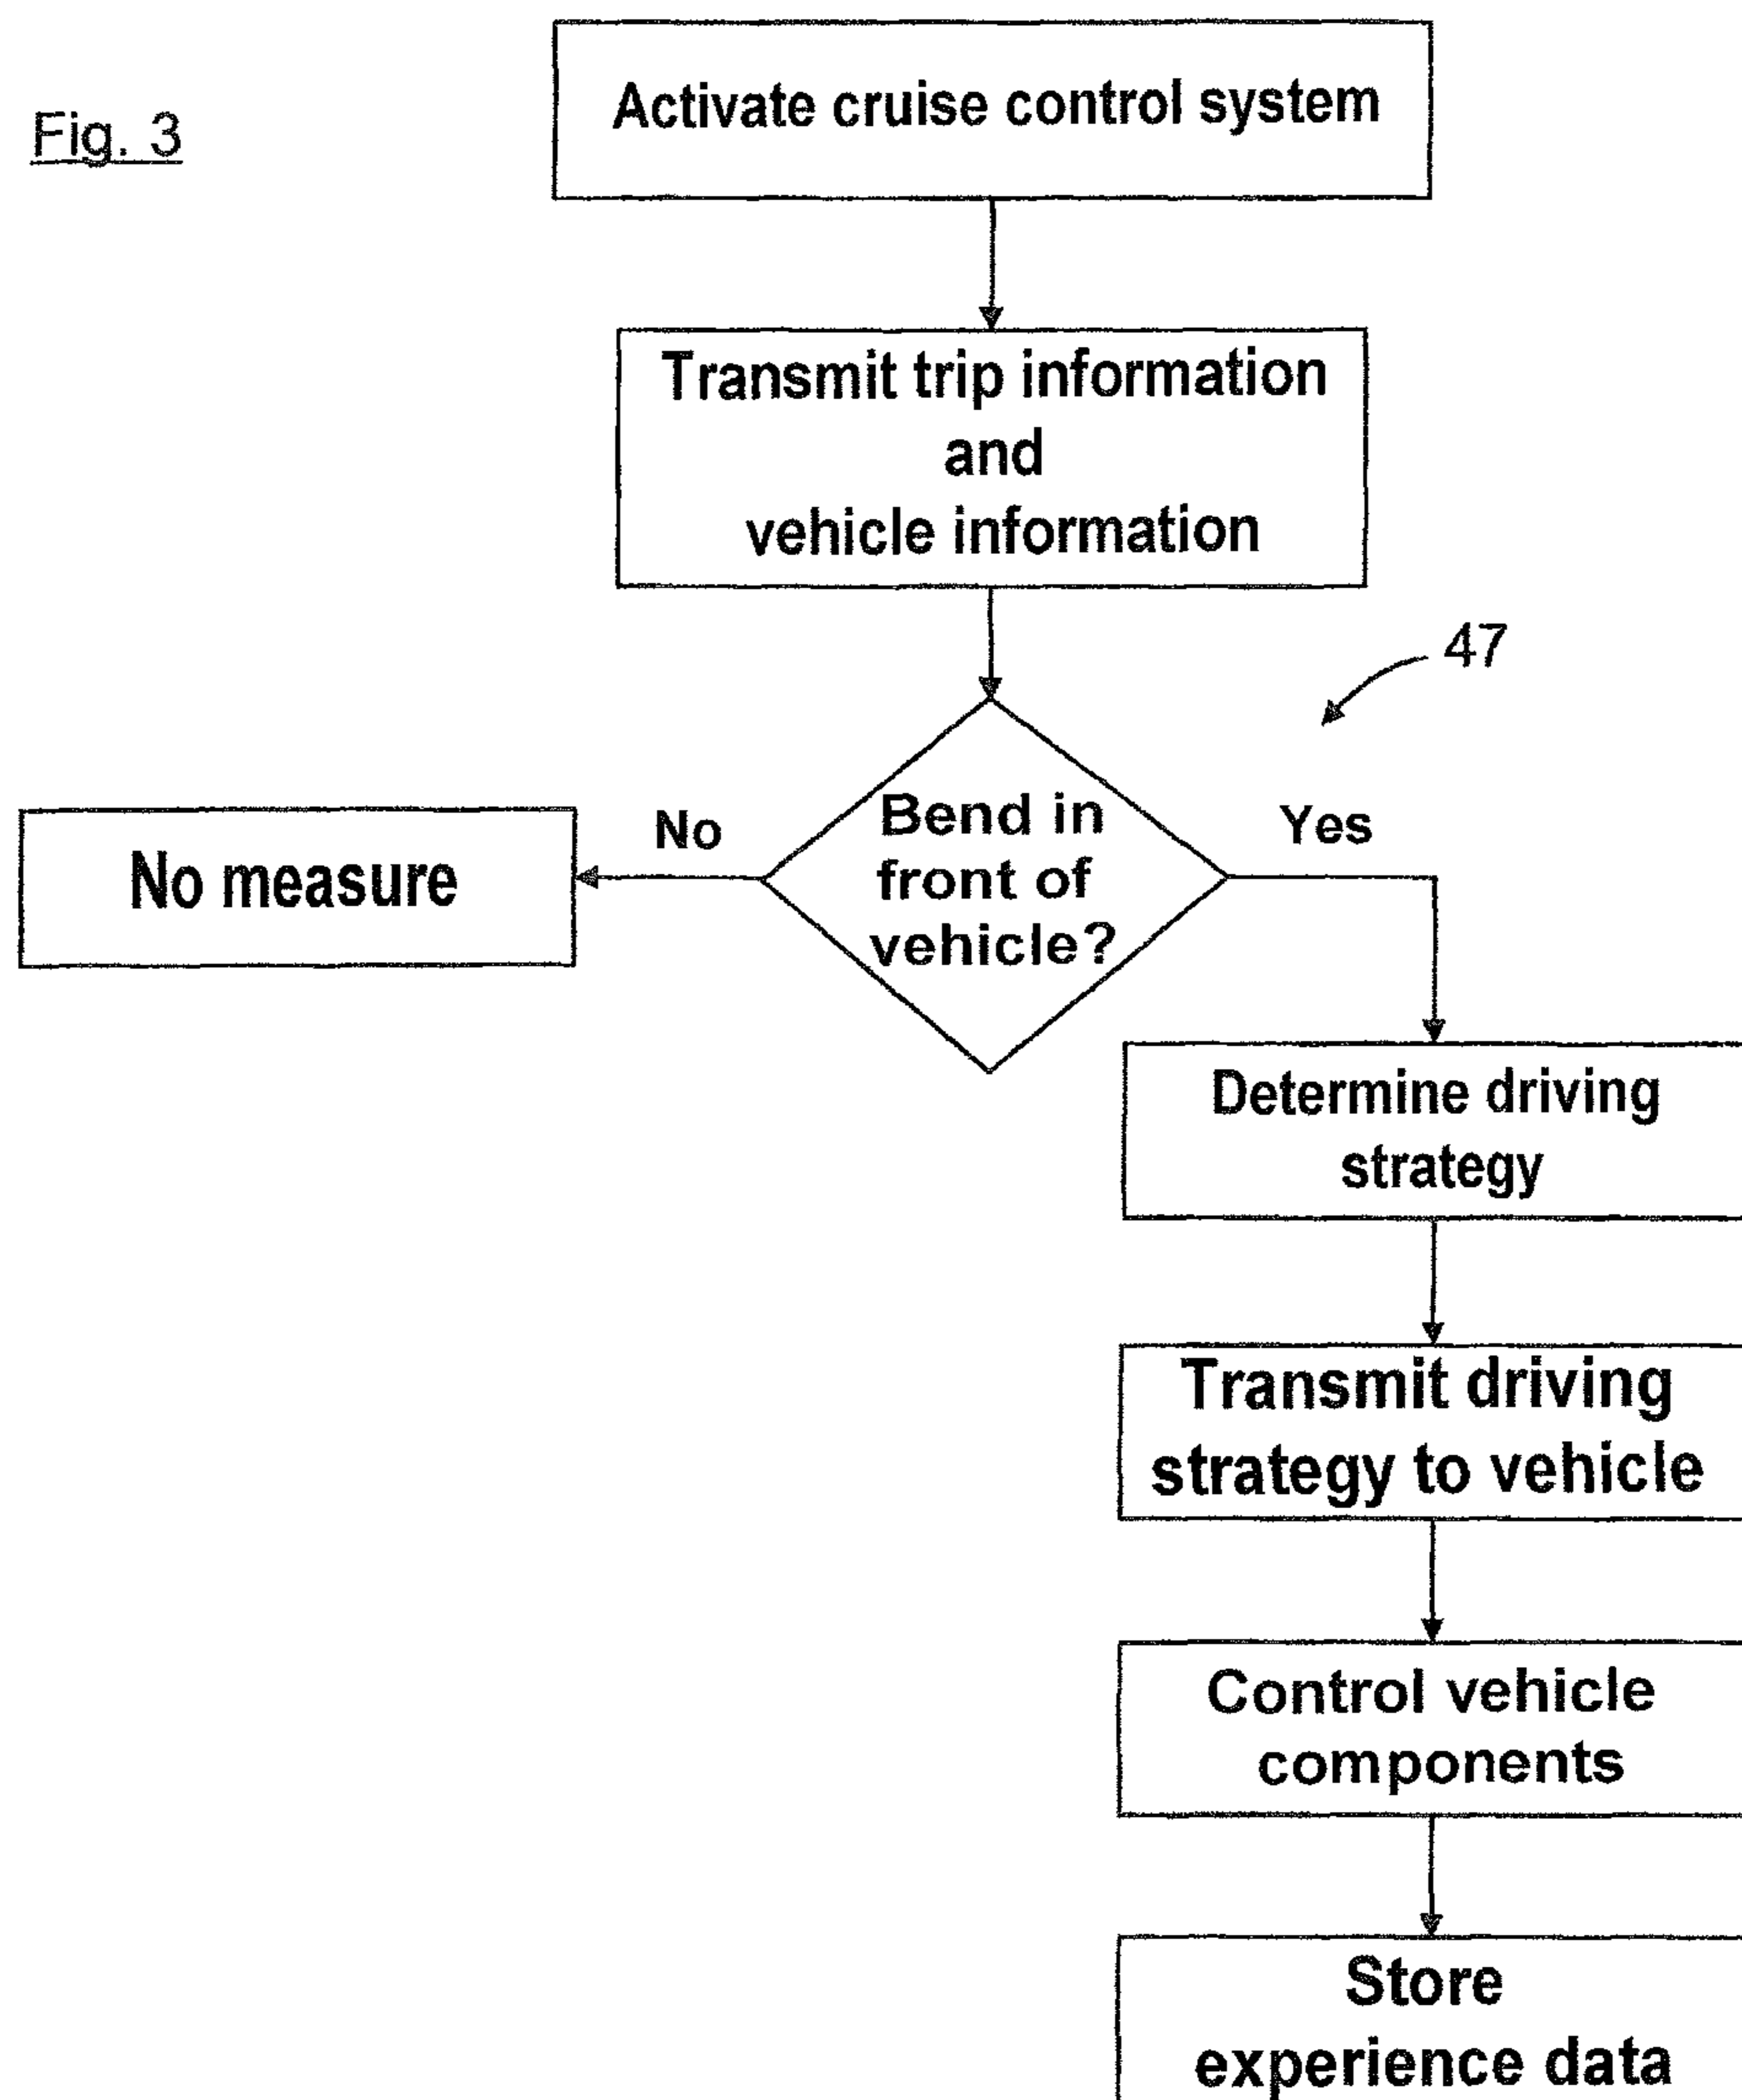 Fig. 3
Activate cruise control system
Transmit trip information
and
vehicle information
47
No
Yes
Bend in
front of
vehicle?
No measure
Determine driving
strategy
Transmit driving
strategy to vehicle
Control vehicle
components
Store
experience data